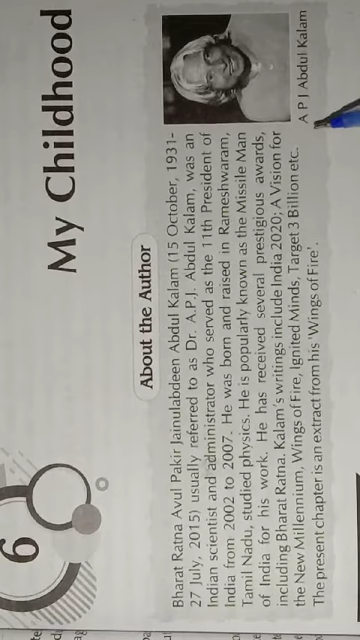 6
My Childhood
About the Author
Bharat Ratna Avul Pakir Jainulabdeen Abdul Kalam (15 October, 1931-
27 July, 2015) usually referred to as Dr. A.P.J. Abdul Kalam, was an
Indian scientist and administrator who served as the 11th President of
India from 2002 to 2007. He was born and raised in Rameshwaram,
Tamil Nadu, studied physics. He is popularly known as the Missile Man
of India for his work. He has received several prestigious awards,
including Bharat Ratna. Kalam's writings include India 2020; A Vision for
the New Millennium, Wings of Fire, Ignited Minds, Target 3 Billion etc.
The present chapter is an extract from his 'Wings of Fire'.
A P J Abdul Kalam